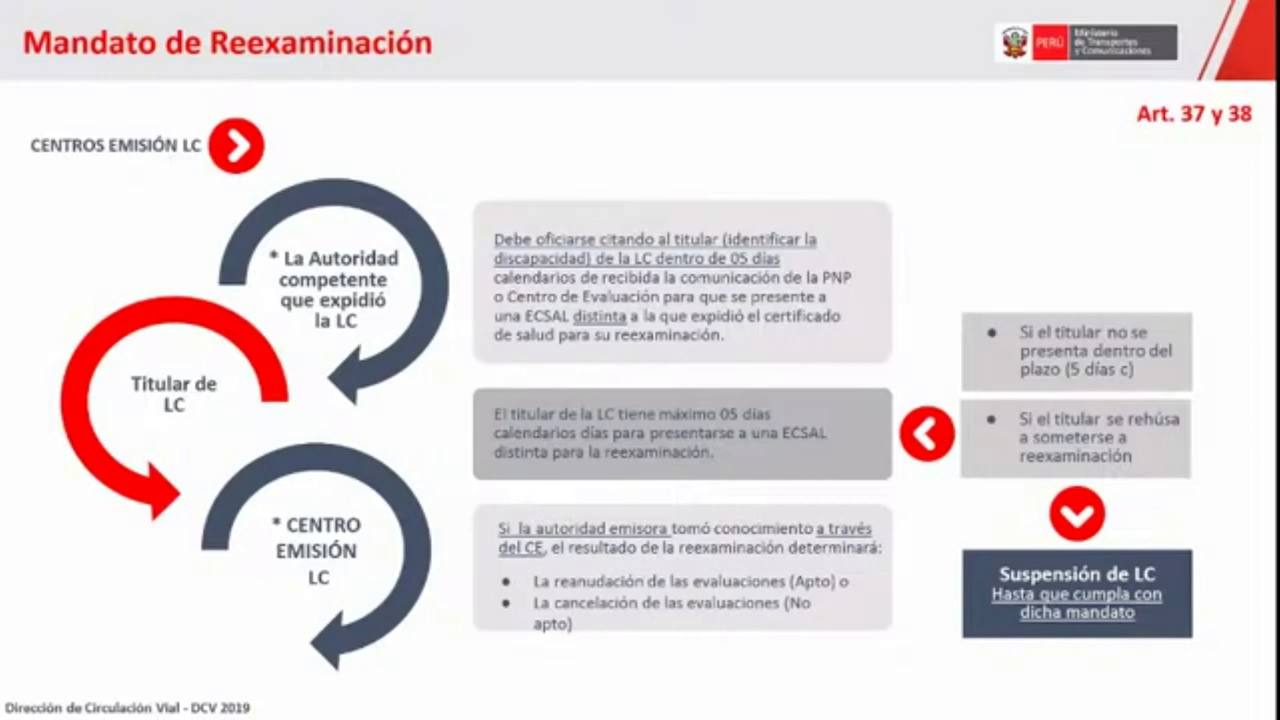 Mandato de Reexaminación
PERÚ
Ministerio
de Transportes
y Comunicaciones
Art. 37 y 38
CENTROS EMISIÓN LC
* La Autoridad
competente
que expidió
la LC
Debe oficiarse citando al titular (identificar la
discapacidad) de la LC dentro de 05 días
calendarios de recibida la comunicación de la PNP
o Centro de Evaluación para que se presente a
una ECSAL distinta a la que expidió el certificado
de salud para su reexaminación.
Titular de
LC
El titular de la LC tiene máximo 05 días
calendarios días para presentarse a una ECSAL
distinta para la reexaminación.
● Si el titular no se
presenta dentro del
plazo (5 días c)
● Si el titular se rehúsa
a someterse a
reexaminación
* CENTRO
EMISIÓN
LC
Si la autoridad emisora tomó conocimiento a través
del CE, el resultado de la reexaminación determinará:
● La reanudación de las evaluaciones (Apto) o
● La cancelación de las evaluaciones (No
apto)
Suspensión de LC
Hasta que cumpla con
dicha mandato
Dirección de Circulación Vial - DCV 2019